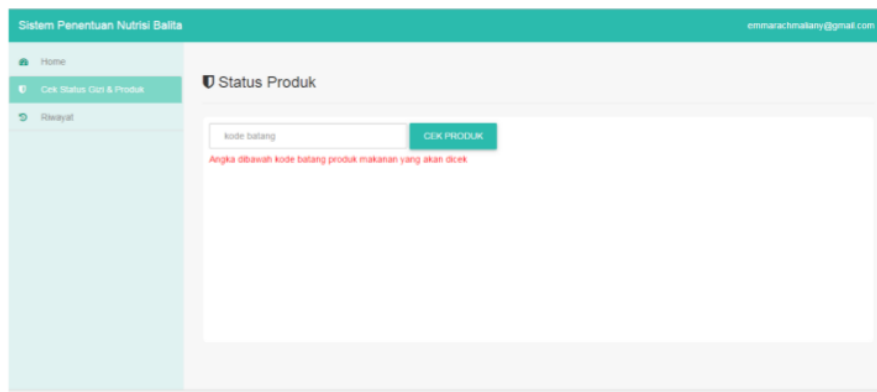 Sistem Penentuan Nutrisi Balita
emmarachmaliany@gmail.com
Home
Cek Status Gizi & Produk
Riwayat
Status Produk
kode batang
CEK PRODUK
Angka dibawah kode batang produk makanan yang akan dicek